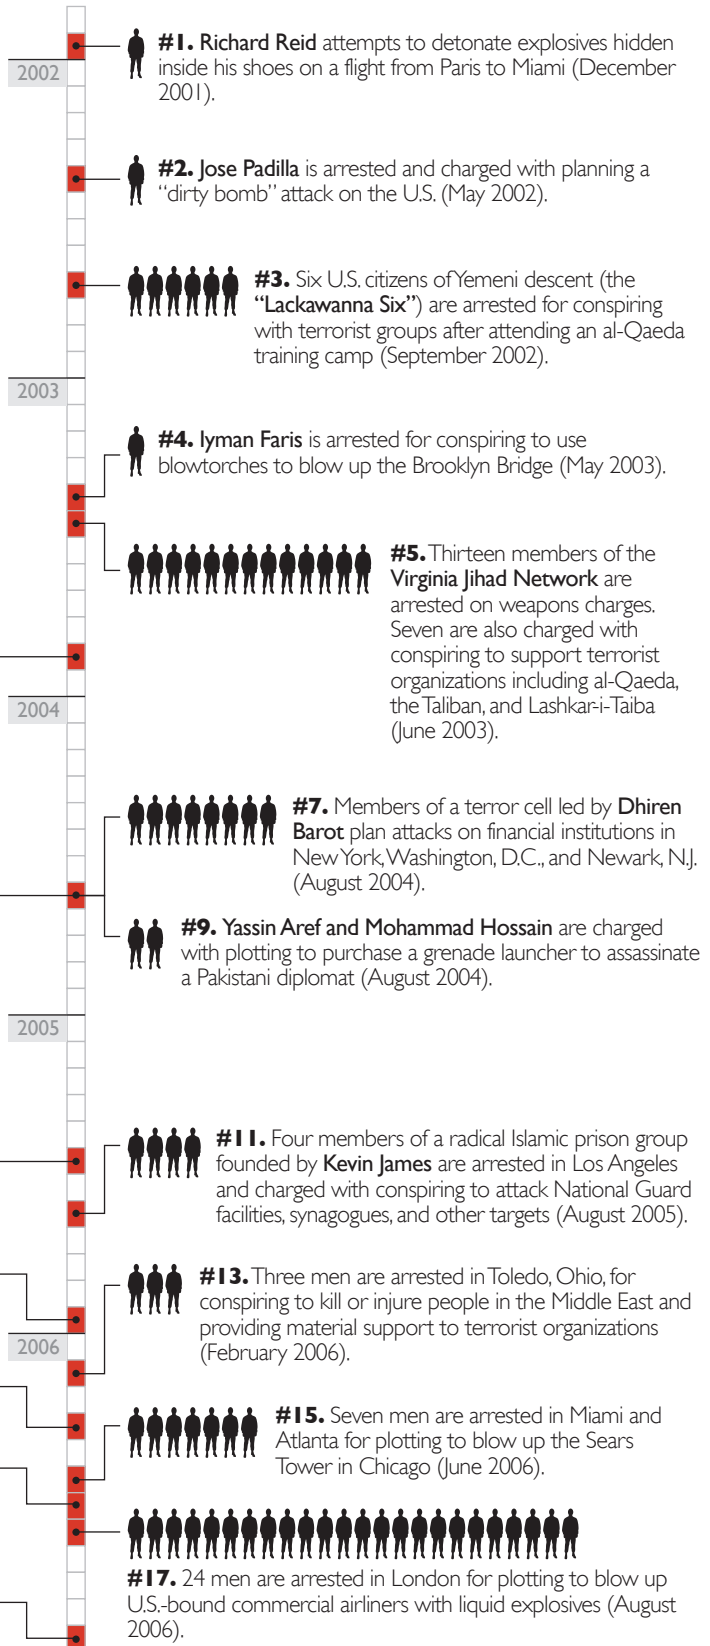 #1. Richard Reid attempts to detonate explosives hidden
inside his shoes on a flight from Paris to Miami (December
2001).
2002
#2. Jose Padilla is arrested and charged with planning a
“dirty bomb” attack on the U.S. (May 2002).
#3. Six U.S. citizens of Yemeni descent (the
“Lackawanna Six”) are arrested for conspiring
with terrorist groups after attending an al-Qaeda
training camp (September 2002).
2003
#4. Iyman Faris is arrested for conspiring to use
blowtorches to blow up the Brooklyn Bridge (May 2003).
#5. Thirteen members of the
Virginia Jihad Network are
arrested on weapons charges.
Seven are also charged with
conspiring to support terrorist
organizations including al-Qaeda,
the Taliban, and Lashkar-i-Taiba
(June 2003).
2004
#7. Members of a terror cell led by Dhiren
Barot plan attacks on financial institutions in
New York, Washington, D.C., and Newark, N.J.
(August 2004).
#9. Yassin Aref and Mohammad Hossain are charged
with plotting to purchase a grenade launcher to assassinate
a Pakistani diplomat (August 2004).
2005
#11. Four members of a radical Islamic prison group
founded by Kevin James are arrested in Los Angeles
and charged with conspiring to attack National Guard
facilities, synagogues, and other targets (August 2005).
#13. Three men are arrested in Toledo, Ohio, for
conspiring to kill or injure people in the Middle East and
providing material support to terrorist organizations
(February 2006).
2006
#15. Seven men are arrested in Miami and
Atlanta for plotting to blow up the Sears
Tower in Chicago (June 2006).
#17. 24 men are arrested in London for plotting to blow up
U.S.-bound commercial airliners with liquid explosives (August
2006).